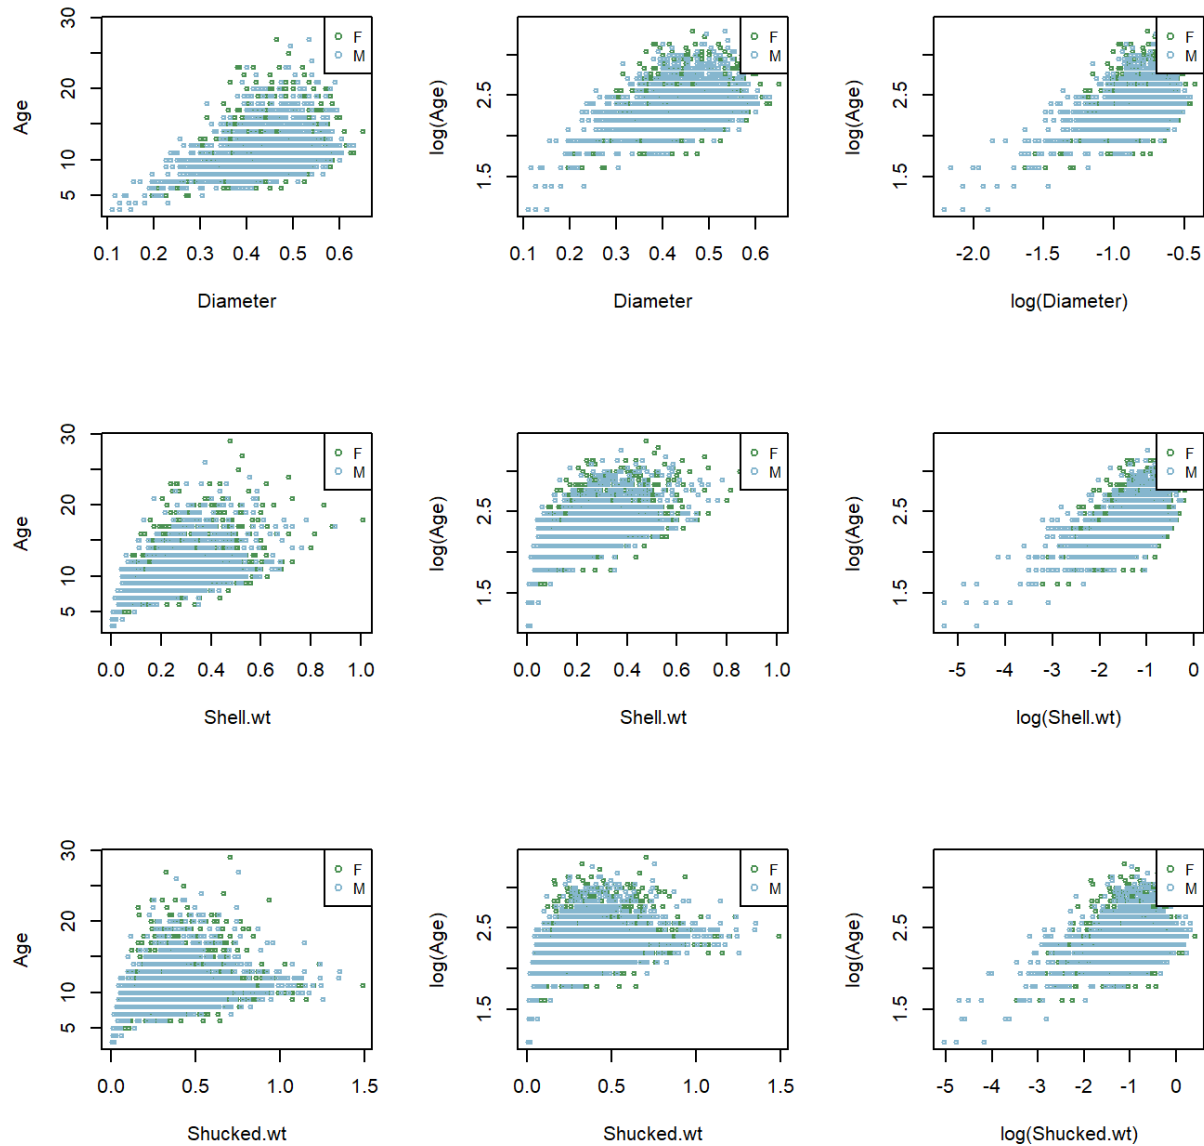 30
20
10
5
Age
0.1 0.2 0.3 0.4 0.5 0.6
Diameter
F
M
2.5
1.5
log(Age)
0.1 0.2 0.3 0.4 0.5 0.6
Diameter
F
M
2.5
1.5
log(Age)
-2.0 -1.5 -1.0 -0.5
log(Diameter)
F
M
30
20
10
5
Age
0.0 0.2 0.4 0.6 0.8 1.0
Shell.wt
F
M
2.5
1.5
log(Age)
0.0 0.2 0.4 0.6 0.8 1.0
Shell.wt
F
M
2.5
1.5
log(Age)
-5 -4 -3 -2 -1 0
log(Shell.wt)
F
M
30
20
10
5
Age
0.0 0.5 1.0 1.5
Shucked.wt
F
M
2.5
1.5
log(Age)
0.0 0.5 1.0 1.5
Shucked.wt
F
M
2.5
1.5
log(Age)
-5 -4 -3 -2 -1 0
log(Shucked.wt)
F
M